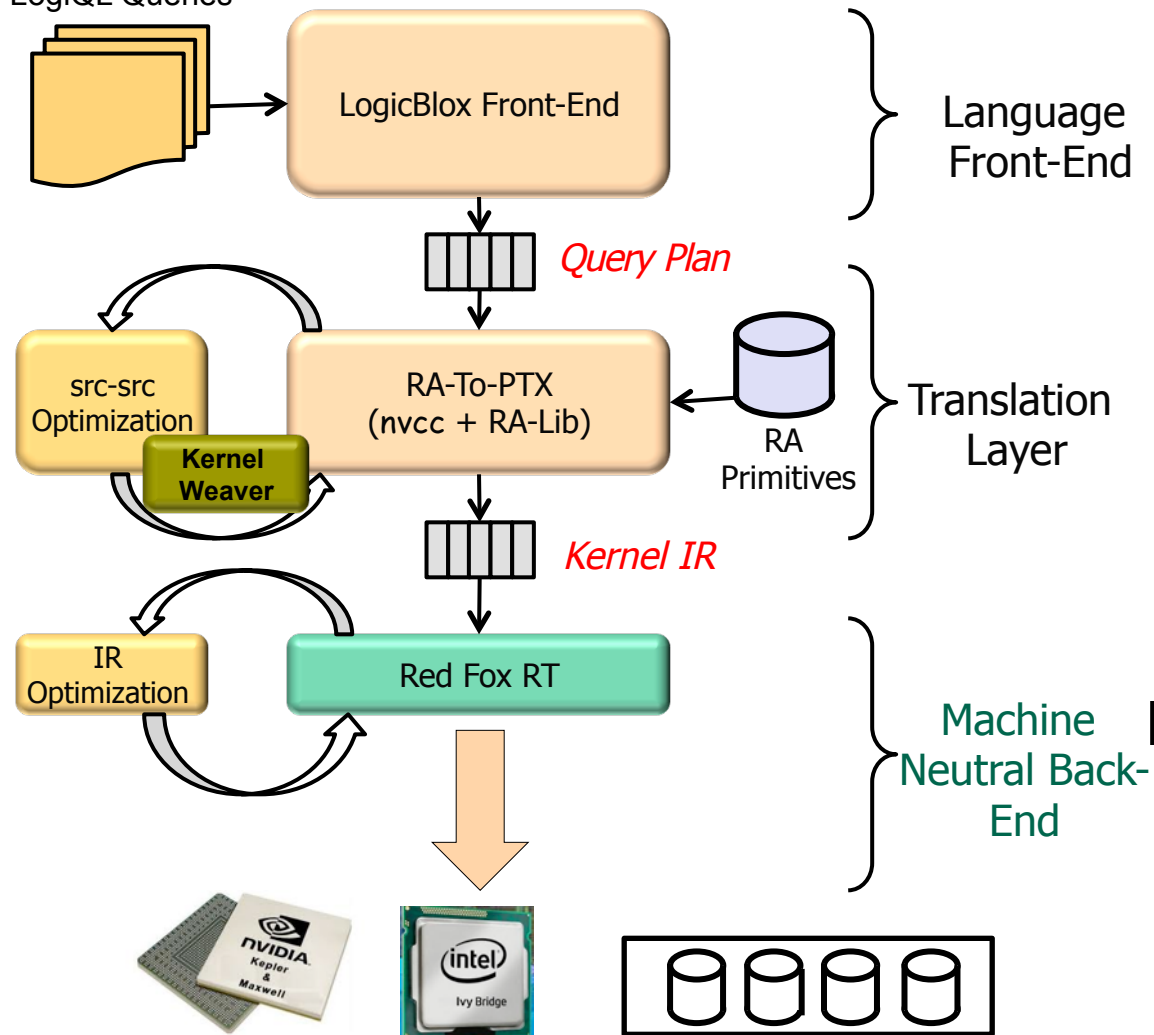 LogiQL Queries
LogicBlox Front-End
Language
Front-End
Query Plan
src-src
Optimization
RA-To-PTX
(nvcc + RA-Lib)
RA
Primitives
Translation
Layer
Kernel
Weaver
Kernel IR
IR
Optimization
Red Fox RT
Machine
Neutral Back-
End
NVIDIA
Kepler
&
Maxwell
intel
Ivy Bridge